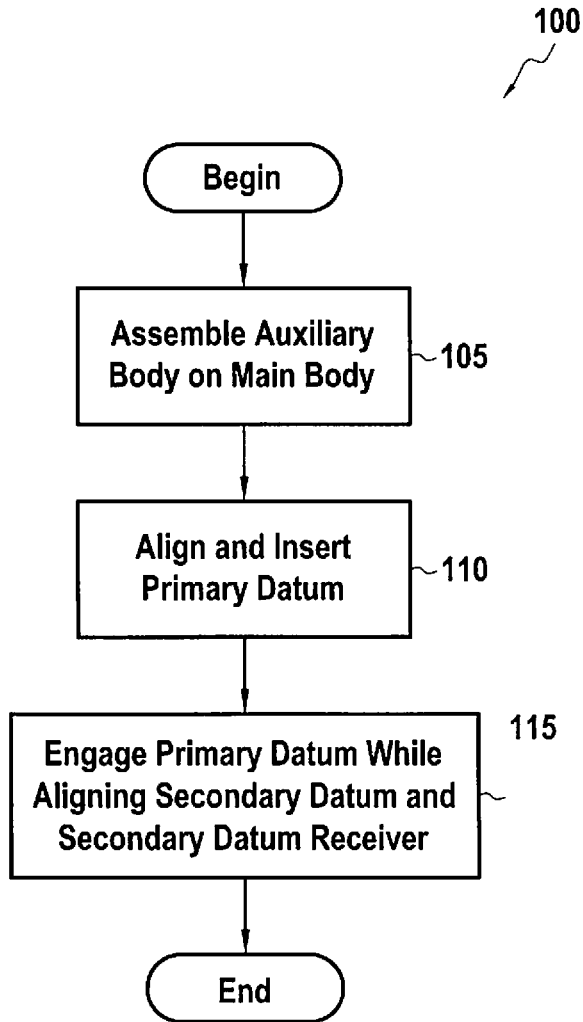 100
Begin
Assemble Auxiliary
Body on Main Body
105
Align and Insert
Primary Datum
110
115
Engage Primary Datum While
Aligning Secondary Datum and
Secondary Datum Receiver
End